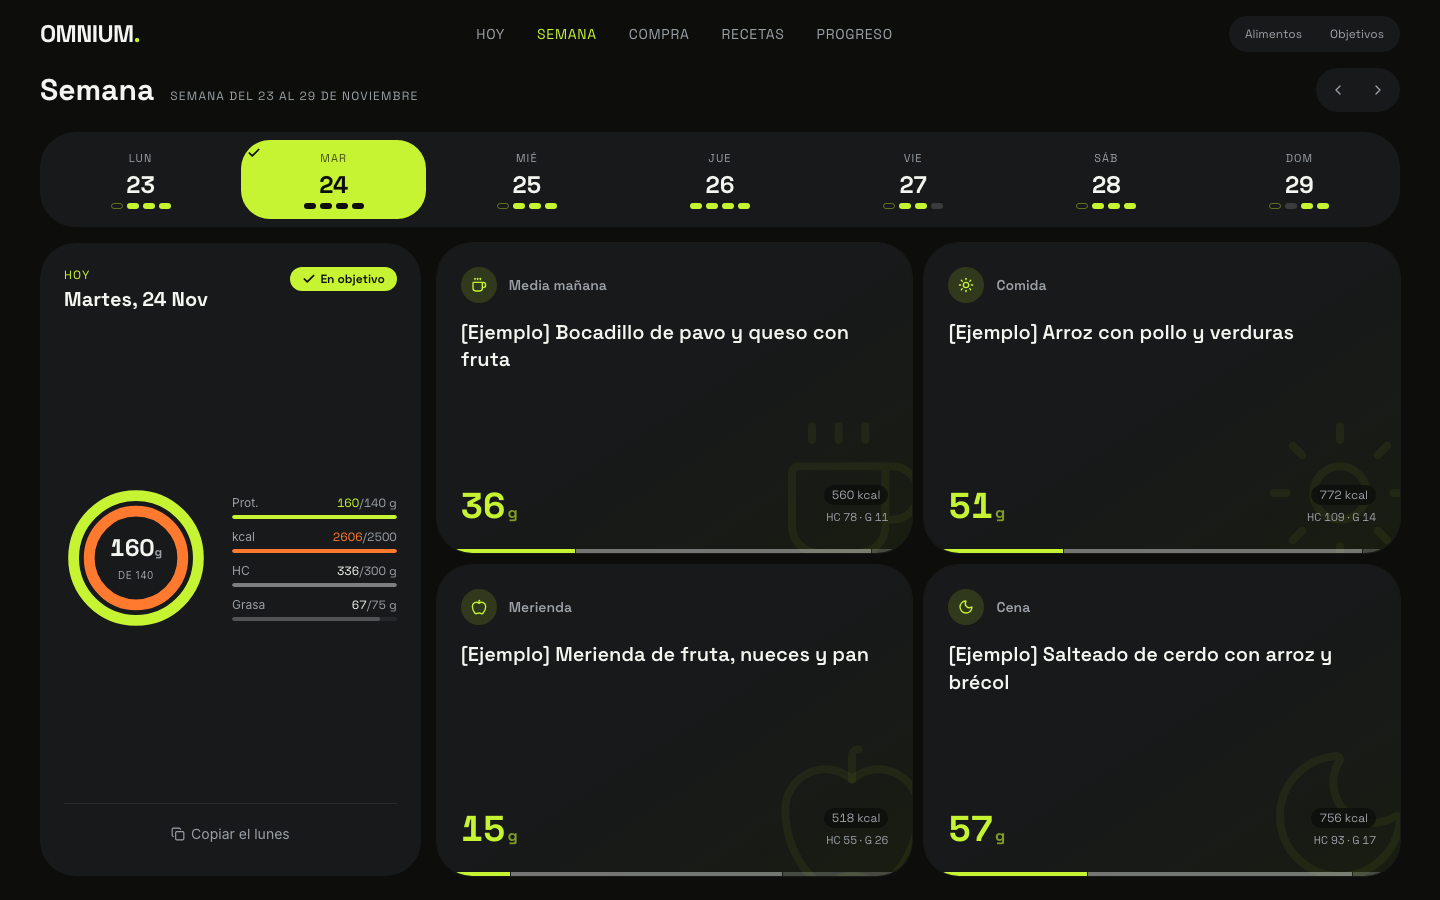 OMNIUM.
HOY
SEMANA
COMPRA
RECETAS
PROGRESO
Alimentos
Objetivos
Semana
SEMANA DEL 23 AL 29 DE NOVIEMBRE
LUN
23
MAR
24
MIÉ
25
JUE
26
VIE
27
SÁB
28
DOM
29
HOY
Martes, 24 Nov
En objetivo
160g
DE 140
Prot. 160/140 g
kcal 2606/2500
HC 336/300 g
Grasa 67/75 g
Copiar el lunes
Media mañana
[Ejemplo] Bocadillo de pavo y queso con
fruta
36g
560 kcal
HC 78 · G 11
Comida
[Ejemplo] Arroz con pollo y verduras
51g
772 kcal
HC 109 · G 14
Merienda
[Ejemplo] Merienda de fruta, nueces y pan
15g
518 kcal
HC 55 · G 26
Cena
[Ejemplo] Salteado de cerdo con arroz y
brécol
57g
756 kcal
HC 93 · G 17